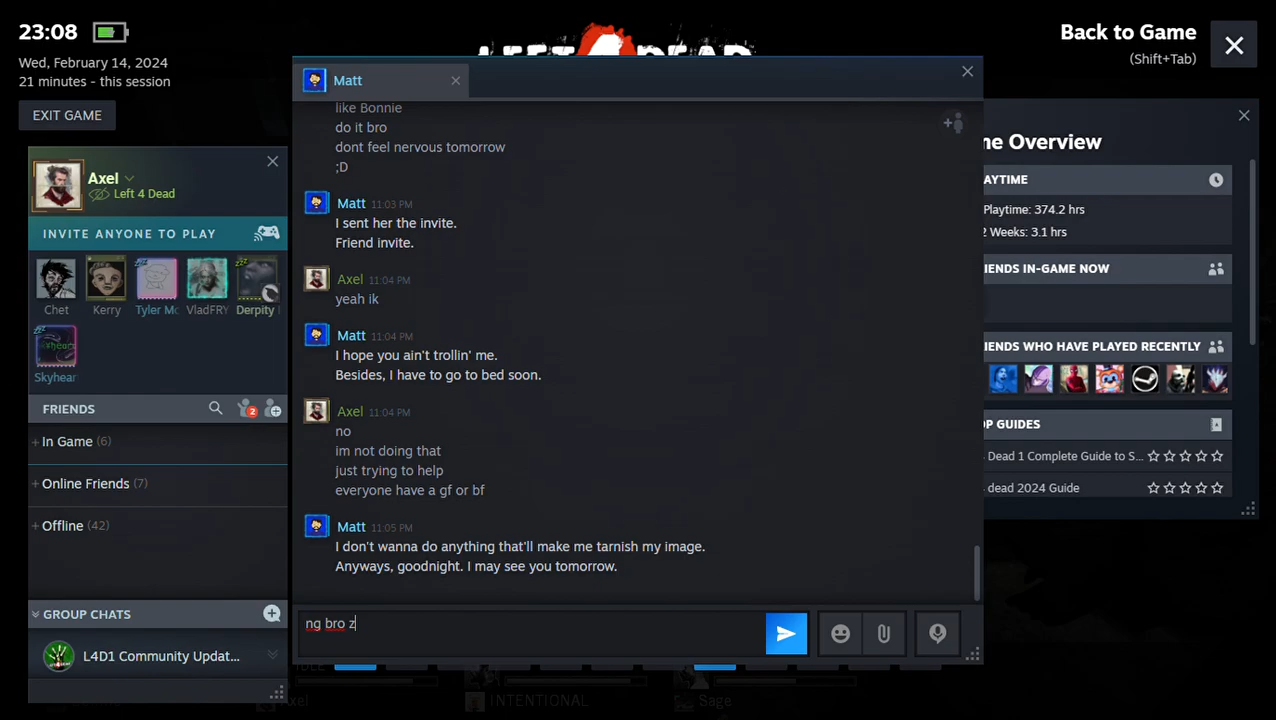 23:08
Wed, February 14, 2024
21 minutes - this session
EXIT GAME
Back to Game
(Shift+Tab)
Axel
Left 4 Dead
INVITE ANYONE TO PLAY
Chet
Kerry
Tyler Mc
VladFRY
Derpity
Skyhear
FRIENDS
2
In Game (6)
Online Friends (7)
Offline (42)
GROUP CHATS
L4D1 Community Updat...
Matt
like Bonnie
do it bro
dont feel nervous tomorrow
;D
Matt 11:03 PM
I sent her the invite.
Friend invite.
Axel 11:04 PM
yeah ik
Matt 11:04 PM
I hope you ain't trollin' me.
Besides, I have to go to bed soon.
Axel 11:04 PM
no
im not doing that
just trying to help
everyone have a gf or bf
Matt 11:05 PM
I don't wanna do anything that'll make me tarnish my image.
Anyways, goodnight. I may see you tomorrow.
ng bro z
ne Overview
AYTIME
Playtime: 374.2 hrs
2 Weeks: 3.1 hrs
IENDS IN-GAME NOW
IENDS WHO HAVE PLAYED RECENTLY
OP GUIDES
Dead 1 Complete Guide to S...
dead 2024 Guide
Axel
INTENTIONAL
Sage